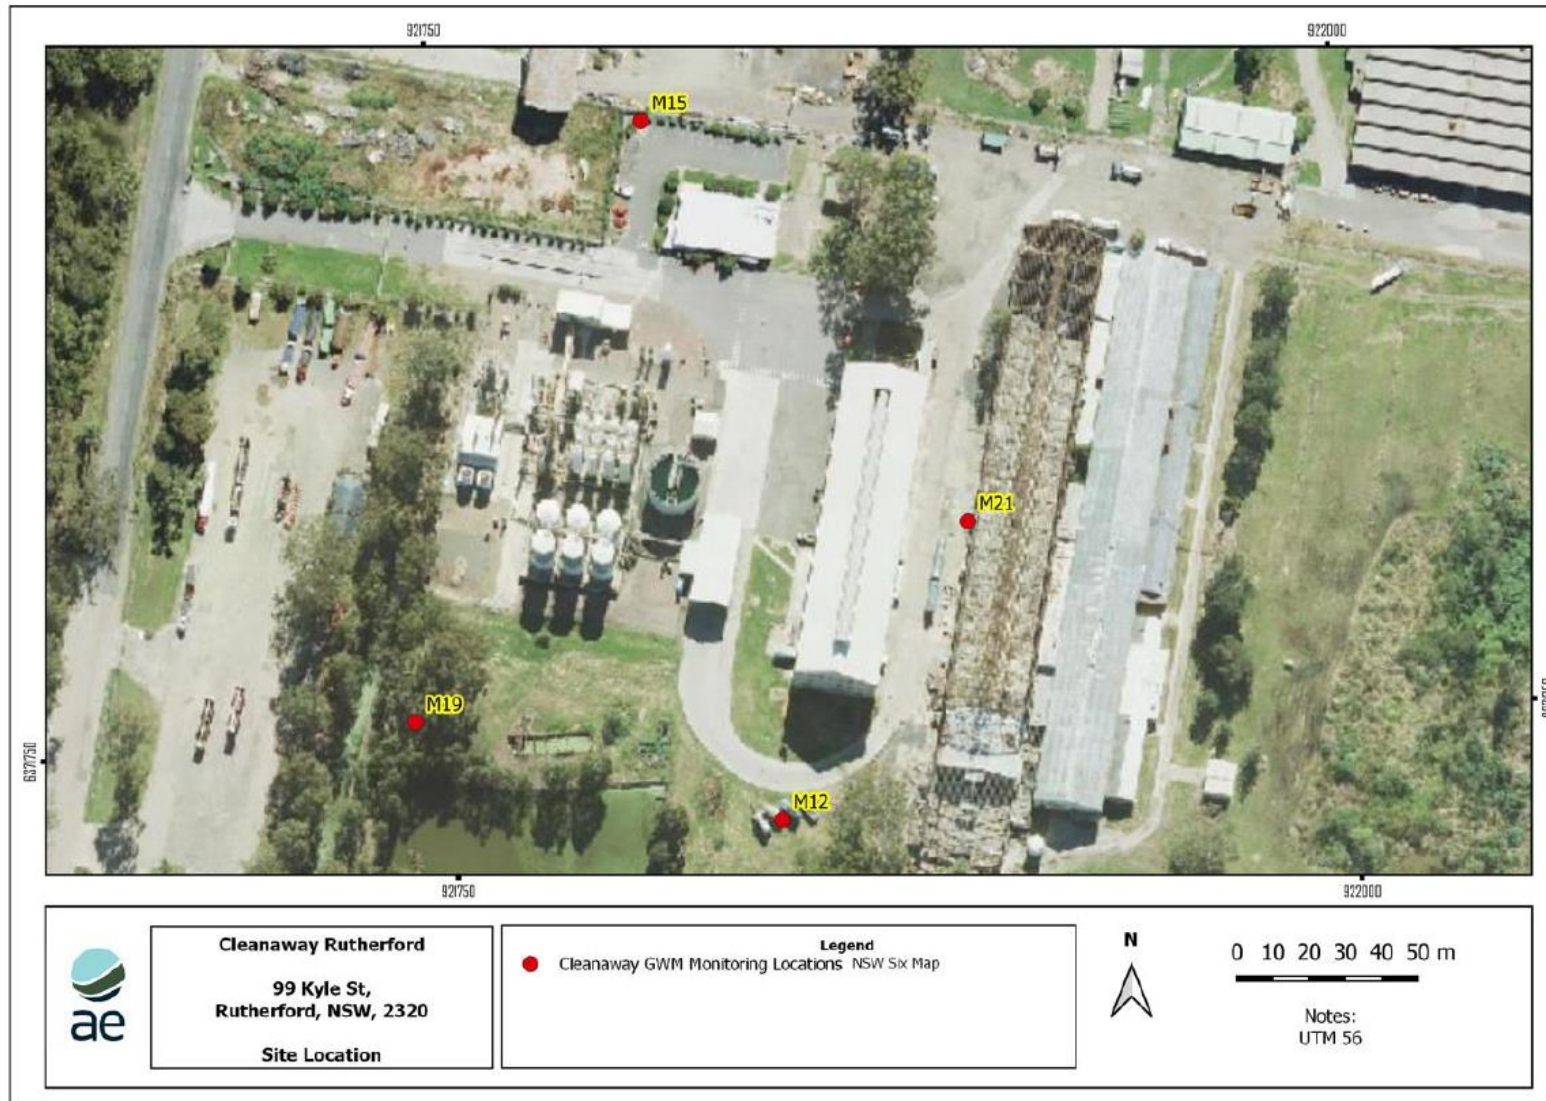 921750
922000
M15
M21
M19
M12
6371750
921750
922000
Cleanaway Rutherford
99 Kyle St,
Rutherford, NSW, 2320
Site Location
ae
Legend
Cleanaway GWM Monitoring Locations NSW Six Map
N
0 10 20 30 40 50 m
Notes:
UTM 56